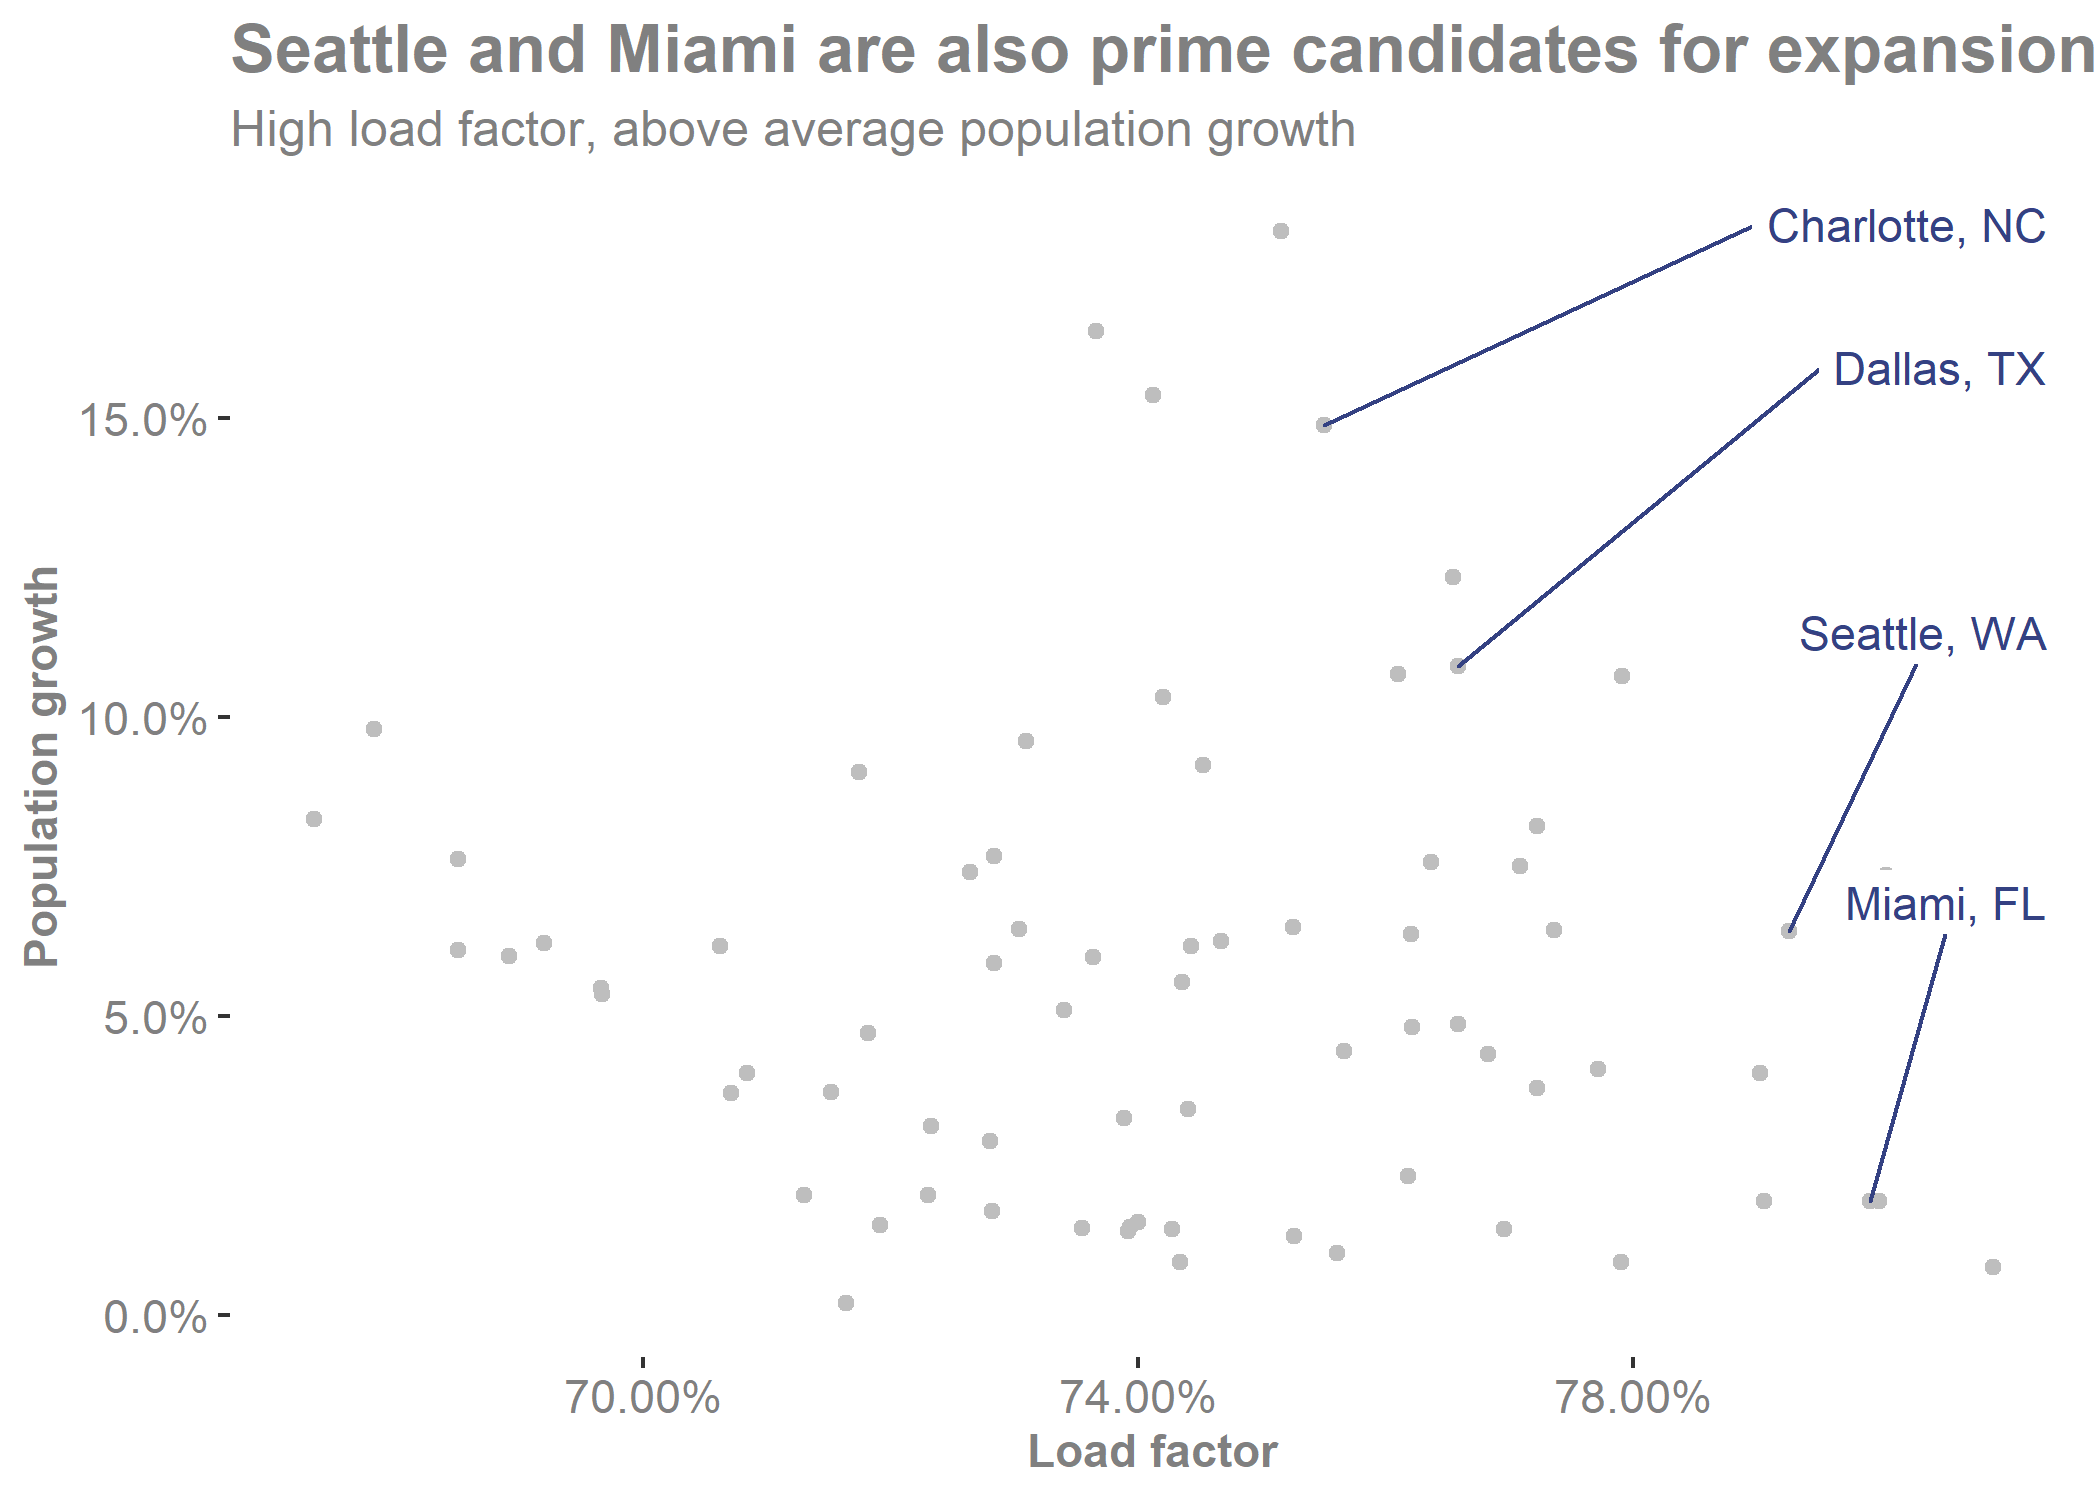 Seattle and Miami are also prime candidates for expansion
High load factor, above average population growth
Charlotte, NC
Dallas, TX
15.0%
Seattle, WA
10.0%
Population growth
Miami, FL
5.0%
0.0%
70.00%
74.00%
78.00%
Load factor